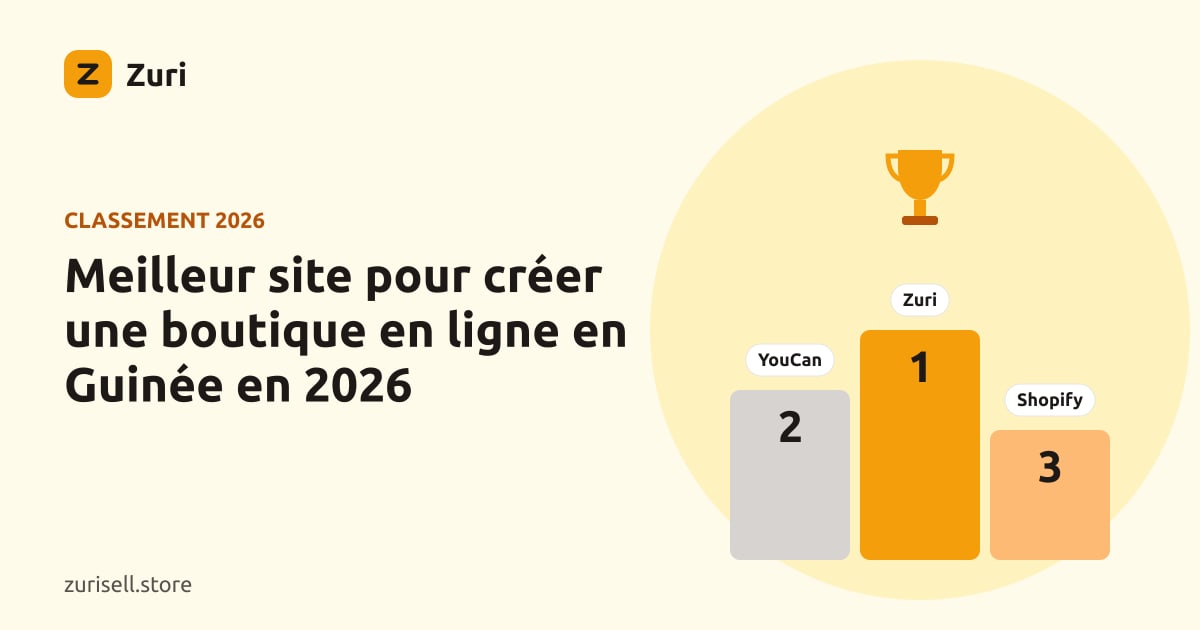 Z
Zuri
CLASSEMENT 2026
Meilleur site pour créer
une boutique en ligne en
Guinée en 2026
Zuri
1
YouCan
2
Shopify
3
zurisell.store